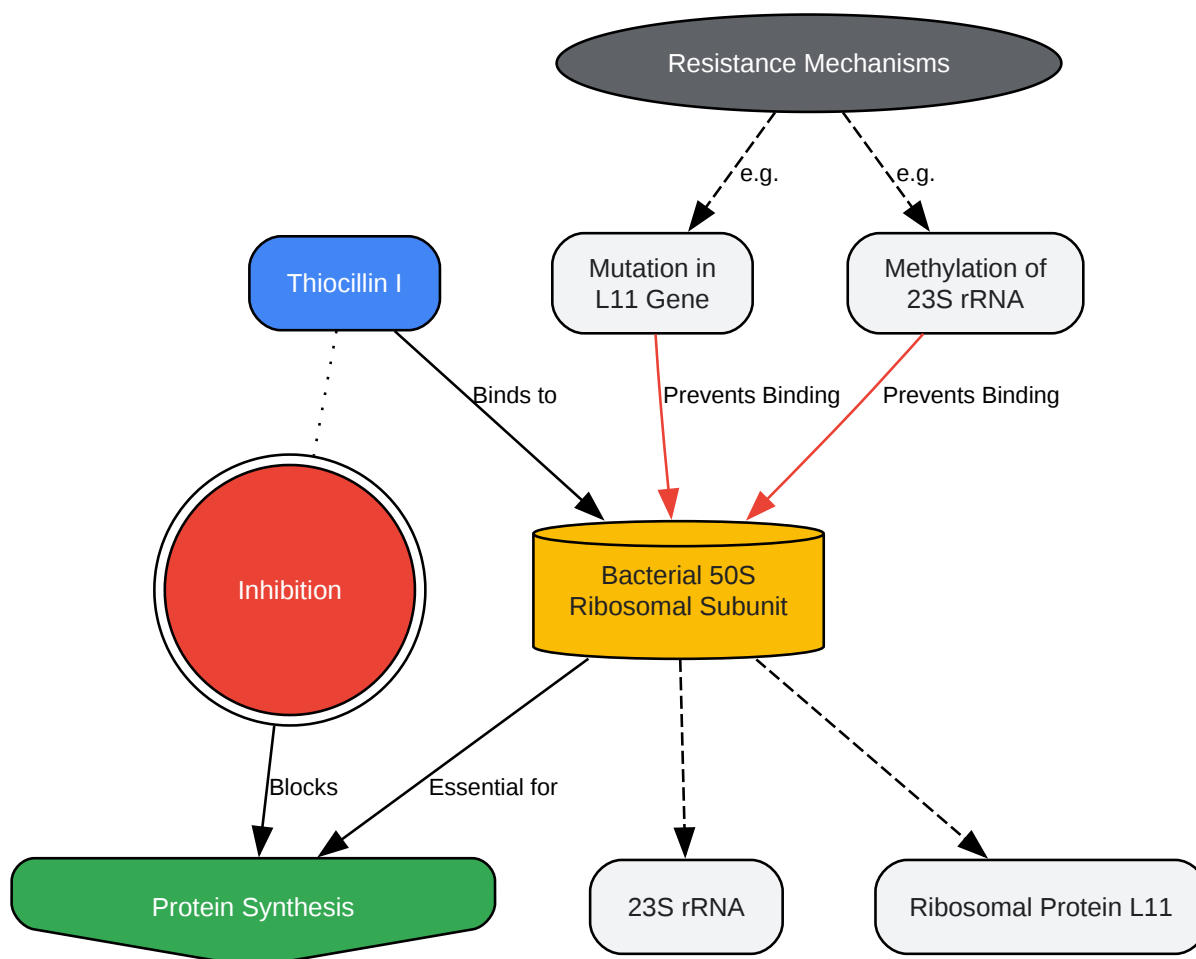 Resistance Mechanisms
e.g.
e.g.
Thiocillin I
Mutation in
L11 Gene
Methylation of
23S rRNA
Binds to
Prevents Binding
Prevents Binding
Inhibition
Bacterial 50S
Ribosomal Subunit
Blocks
Essential for
Protein Synthesis
23S rRNA
Ribosomal Protein L11